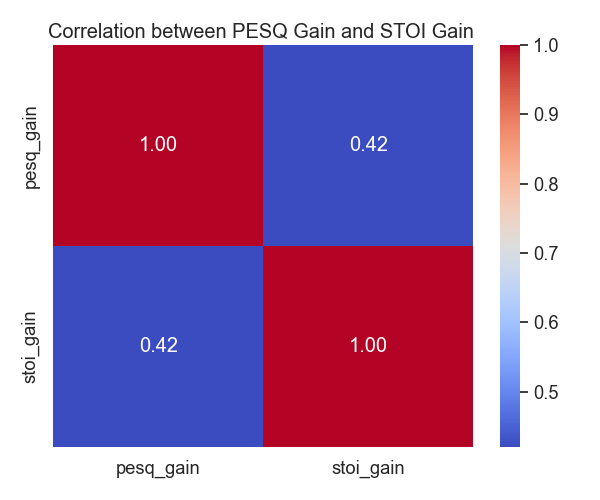 Correlation between PESQ Gain and STOI Gain
pesq_gain
1.00
0.42
stoi_gain
0.42
1.00
pesq_gain
stoi_gain
1.0
0.9
0.8
0.7
0.6
0.5